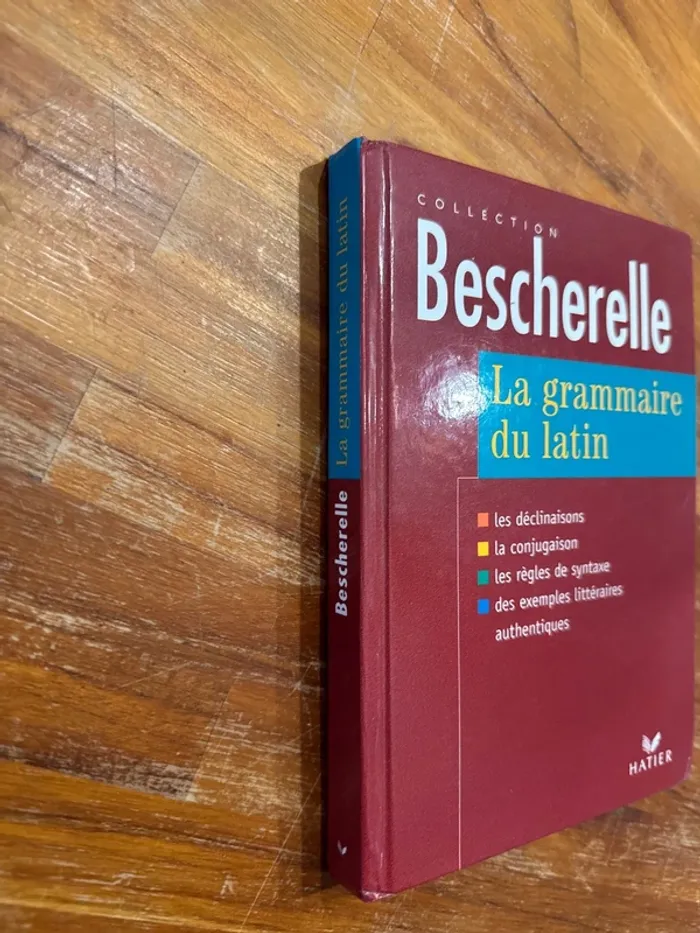 COLLECTION
Bescherelle
La grammaire
du latin
les déclinaisons
la conjugaison
les règles de syntaxe
des exemples littéraires
authentiques
HATIER
Bescherelle La grammaire du latin